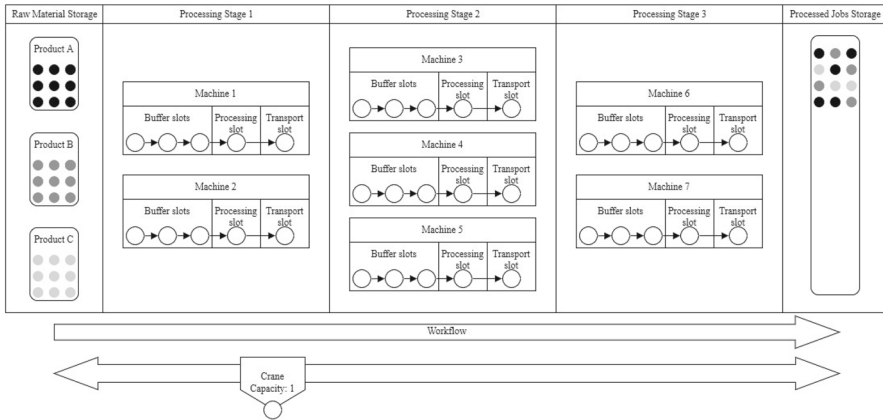 Raw Material Storage
Processing Stage 1
Processing Stage 2
Processing Stage 3
Processed Jobs Storage
Product A
Product B
Product C
Machine 1
Buffer slots
Processing
slot
Transport
slot
Machine 2
Buffer slots
Processing
slot
Transport
slot
Machine 3
Buffer slots
Processing
slot
Transport
slot
Machine 4
Buffer slots
Processing
slot
Transport
slot
Machine 5
Buffer slots
Processing
slot
Transport
slot
Machine 6
Buffer slots
Processing
slot
Transport
slot
Machine 7
Buffer slots
Processing
slot
Transport
slot
Workflow
Crane
Capacity: 1